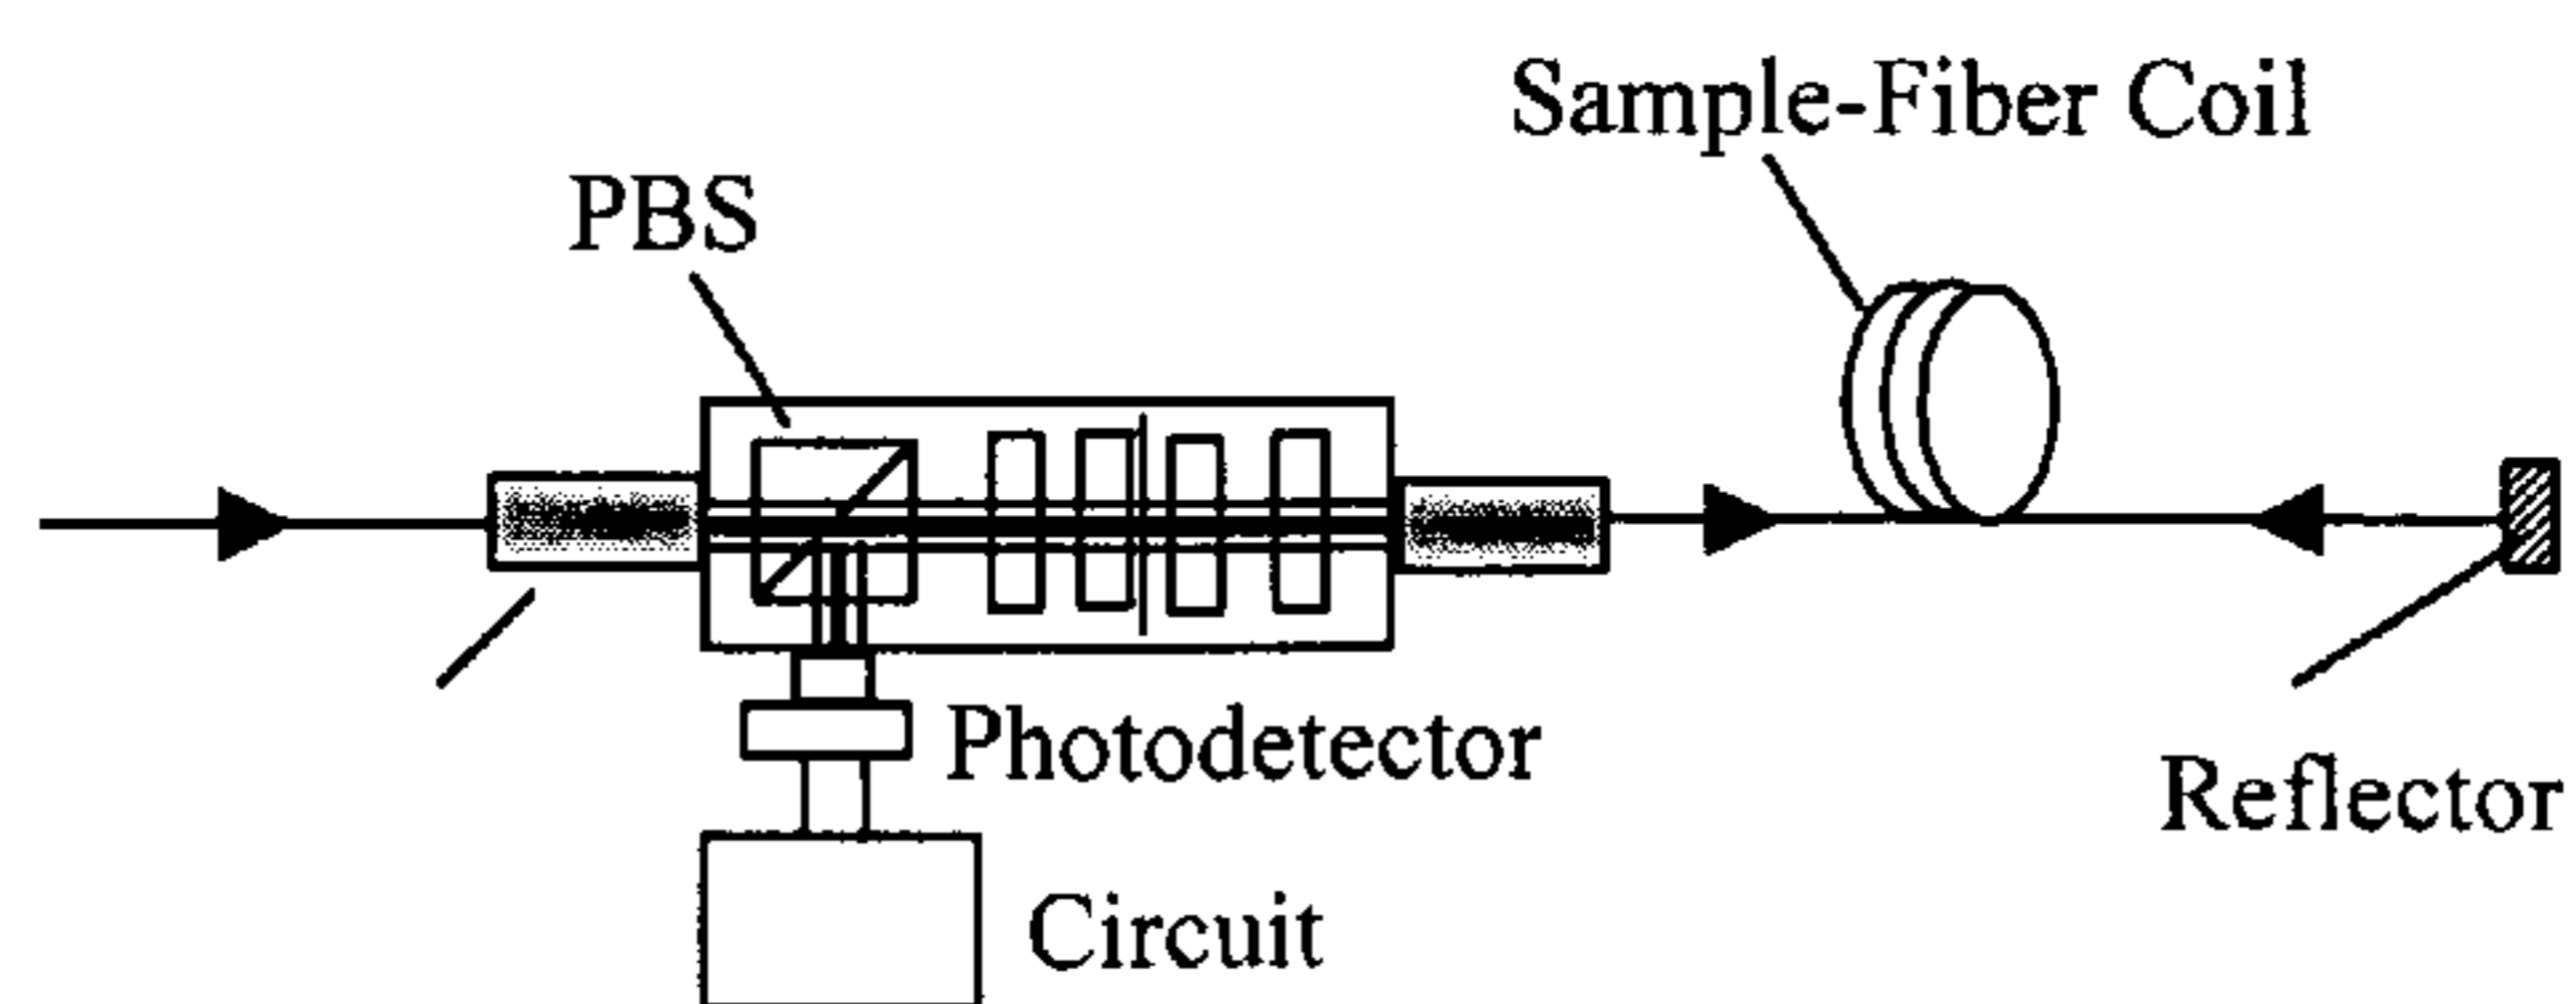 Sample-Fiber Coil
PBS
Photodetector
Reflector
Circuit